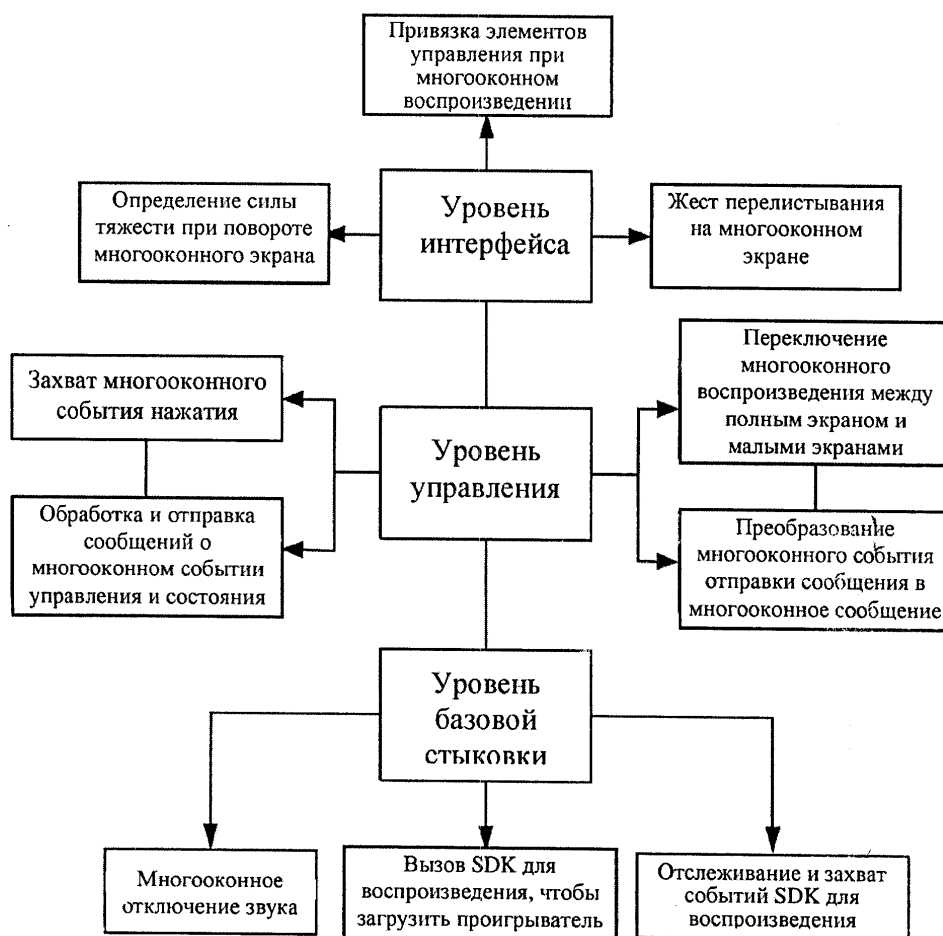 Привязка элементов
управления при
многооконном
воспроизведении
Определение силы
тяжести при повороте
многооконного экрана
Уровень
интерфейса
Жест перелистывания
на многооконном
экране
Захват многооконного
события нажатия
Обработка и отправка
сообщений о
многооконном событии
управления и состояния
Уровень
управления
Переключение
многооконного
воспроизведения между
полным экраном и
малыми экранами
Преобразование
многооконного события
отправки сообщения в
многооконное сообщение
Уровень
базовой
стыковки
Многооконное
отключение звука
Вызов SDK для
воспроизведения, чтобы
загрузить проигрыватель
Отслеживание и захват
событий SDK для
воспроизведения